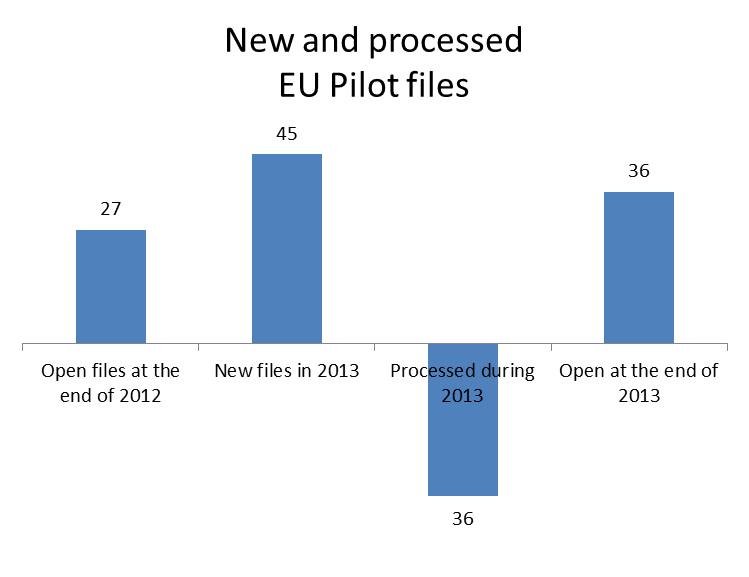 New and processed
EU Pilot files
45
36
27
Open files at the
end of 2012
New files in 2013
Processed during
2013
Open at the end of
2013
36